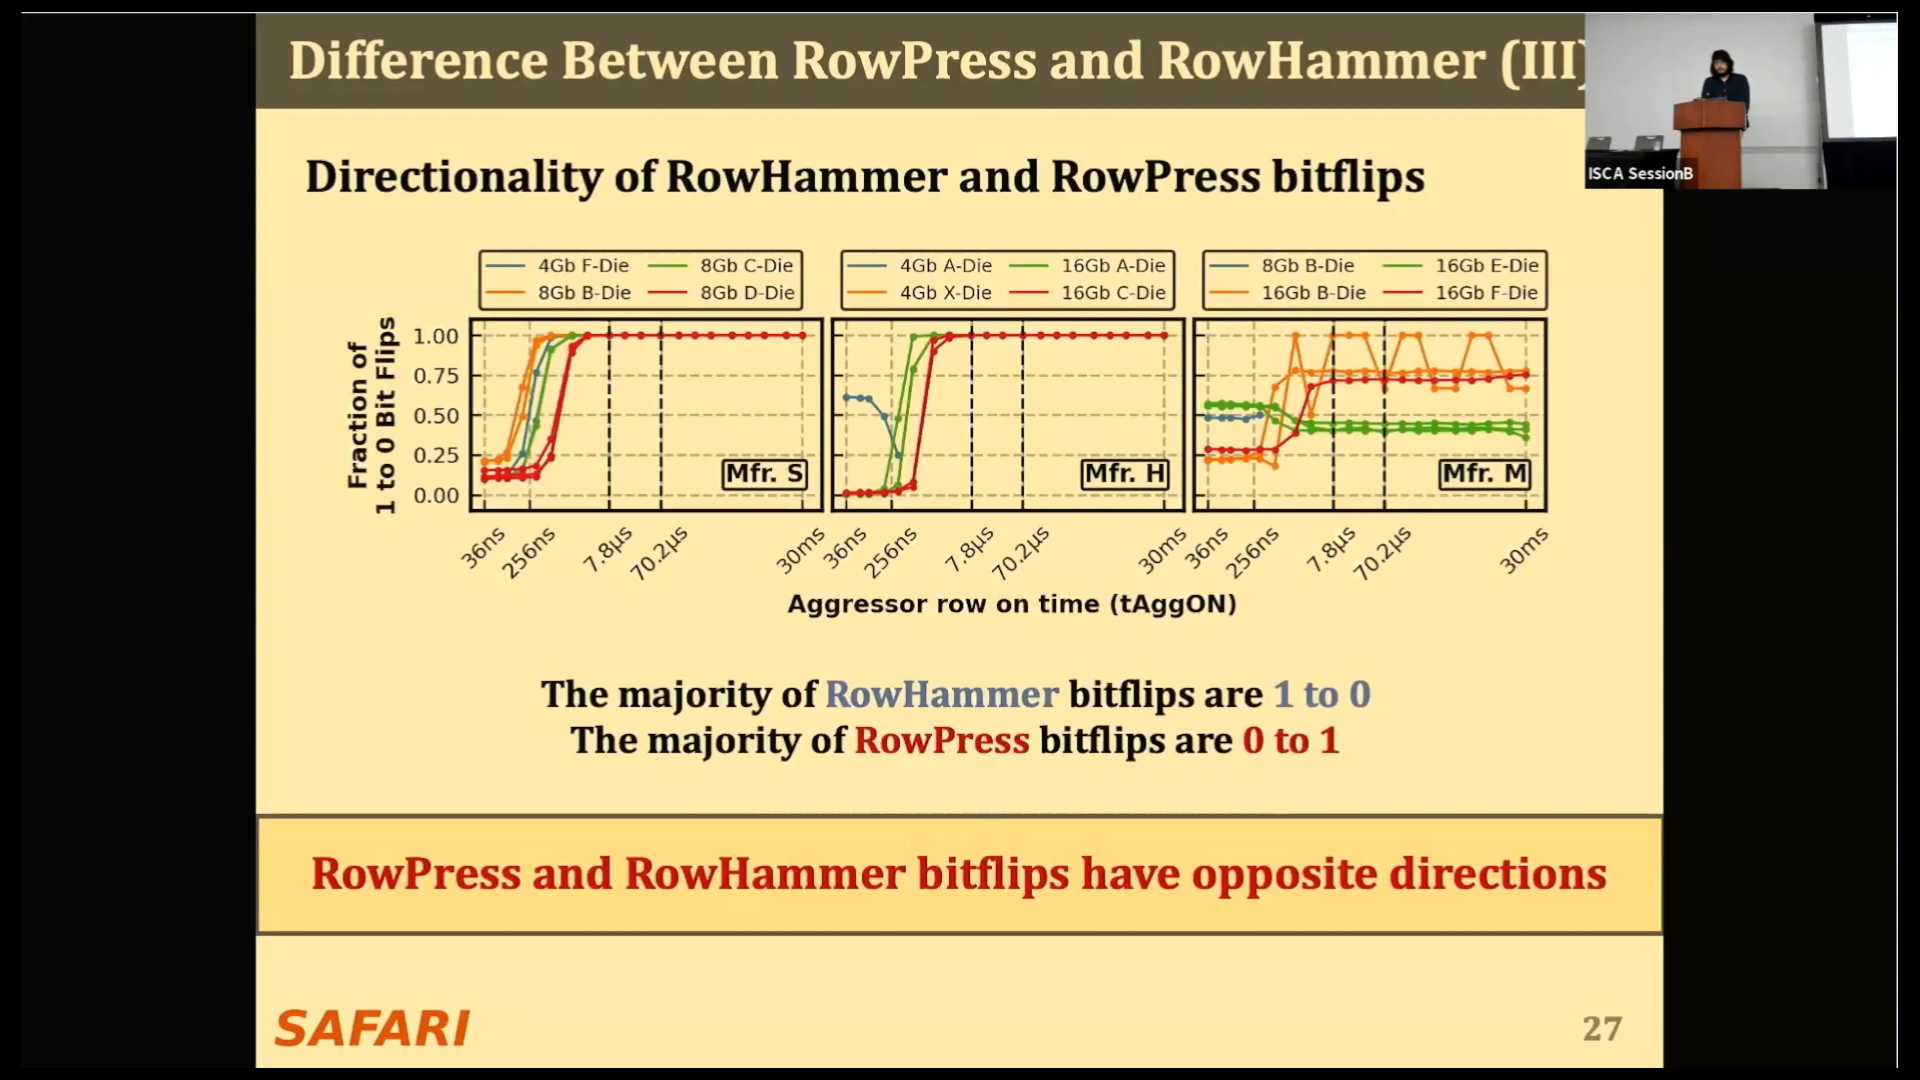 Difference Between RowPress and RowHammer (III)
ISCA SessionB
Directionality of RowHammer and RowPress bitflips
4Gb F-Die 8Gb C-Die
8Gb B-Die 8Gb D-Die
4Gb A-Die 16Gb A-Die
4Gb X-Die 16Gb C-Die
8Gb B-Die 16Gb E-Die
16Gb B-Die 16Gb F-Die
Fraction of
1 to 0 Bit Flips
1.00
0.75
0.50
0.25
0.00
Mfr. S
Mfr. H
Mfr. M
36ns 256ns 7.8µs 70.2µs 30ms
36ns 256ns 7.8µs 70.2µs 30ms
36ns 256ns 7.8µs 70.2µs 30ms
Aggressor row on time (tAggON)
The majority of RowHammer bitflips are 1 to 0
The majority of RowPress bitflips are 0 to 1
RowPress and RowHammer bitflips have opposite directions
SAFARI
27